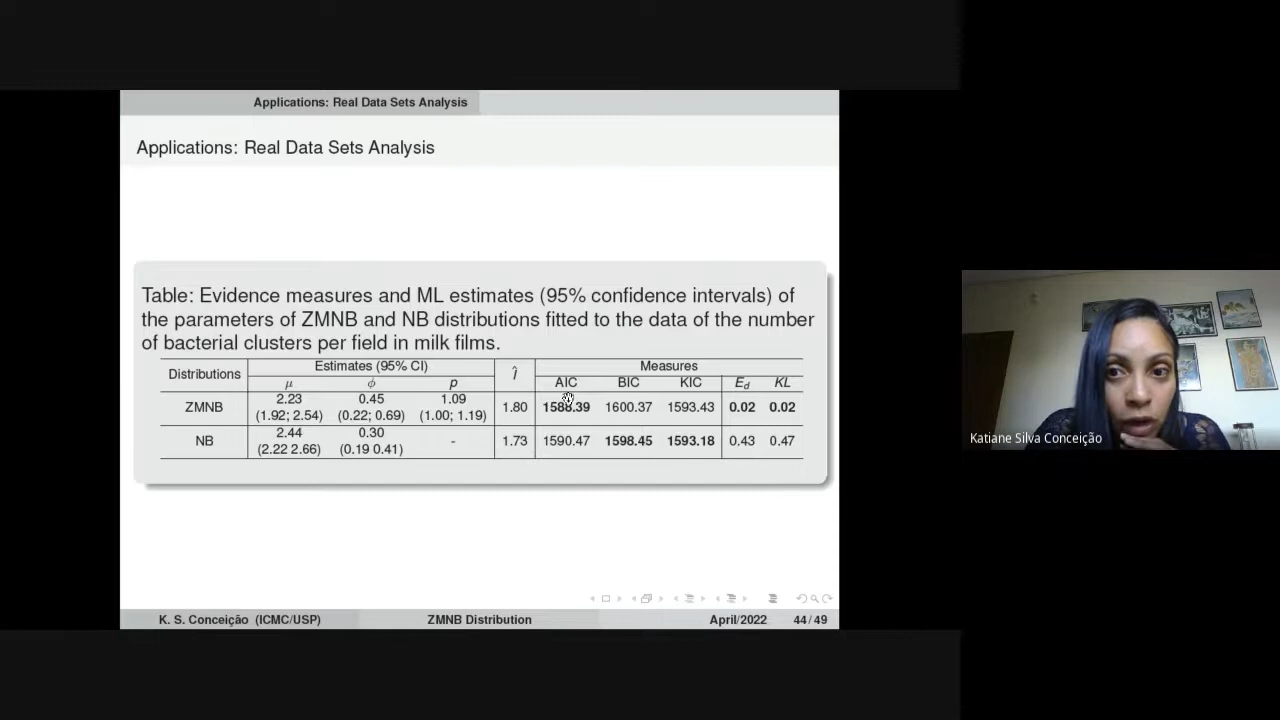 Applications: Real Data Sets Analysis
Applications: Real Data Sets Analysis
Table: Evidence measures and ML estimates (95% confidence intervals) of
the parameters of ZMNB and NB distributions fitted to the data of the number
of bacterial clusters per field in milk films.
Distributions Estimates (95% CI) Î Measures
μ ϕ p AIC BIC KIC E_d KL
ZMNB 2.23 0.45 1.09 1.80 1588.39 1600.37 1593.43 0.02 0.02
(1.92; 2.54) (0.22; 0.69) (1.00; 1.19)
NB 2.44 0.30 - 1.73 1590.47 1598.45 1593.18 0.43 0.47
(2.22 2.66) (0.19 0.41)
Katiane Silva Conceição
K. S. Conceição (ICMC/USP) ZMNB Distribution April/2022 44/49